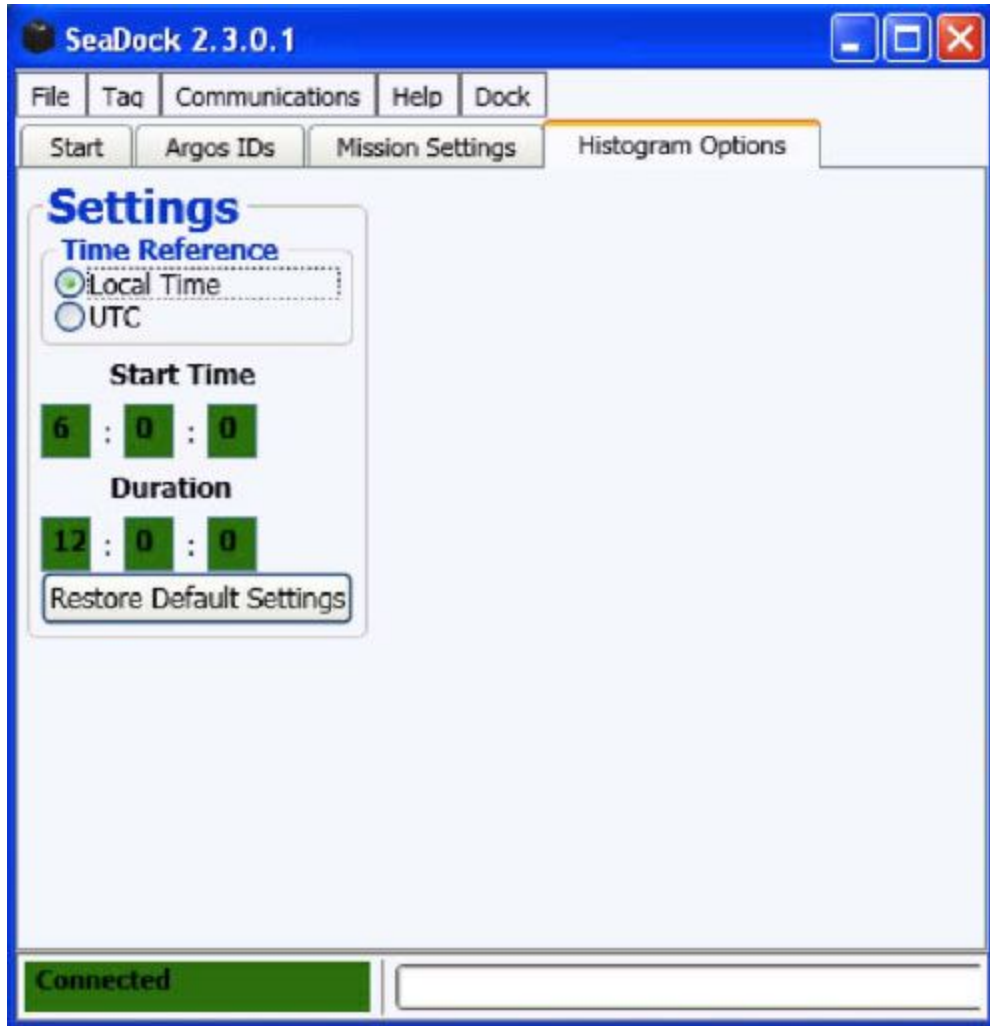 SeaDock 2.3.0.1
File Tag Communications Help Dock
Start Argos IDs Mission Settings Histogram Options
Settings
Time Reference
Local Time
UTC
Start Time
6 : 0 : 0
Duration
12 : 0 : 0
Restore Default Settings
Connected